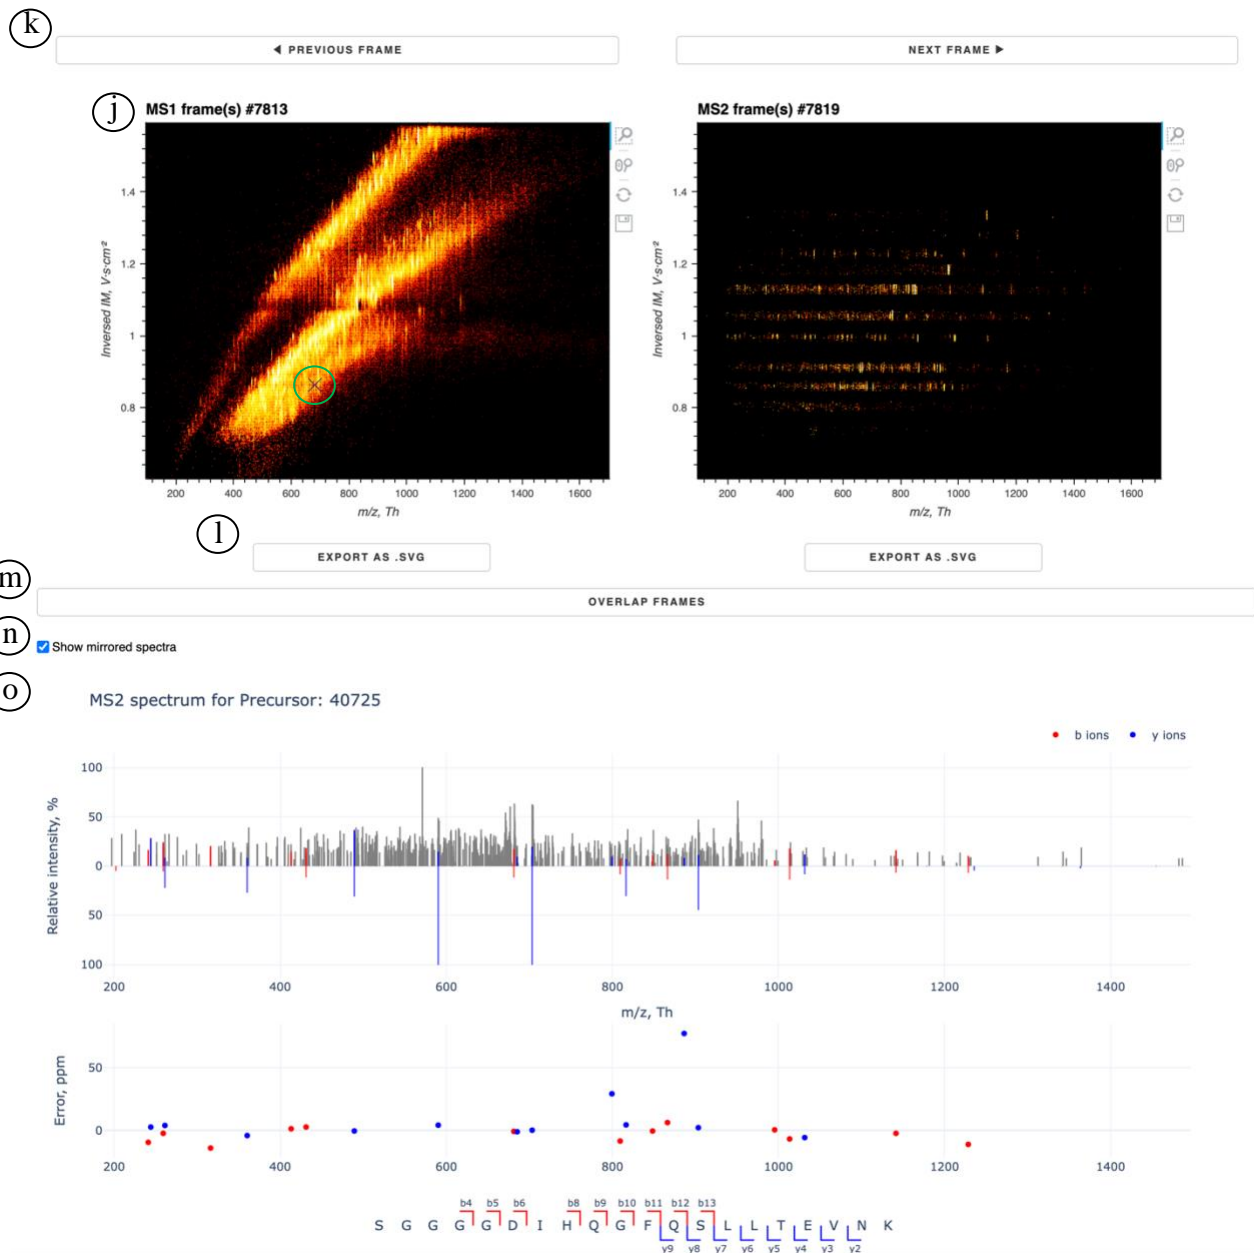 k
◀ PREVIOUS FRAME
NEXT FRAME ▶
j
MS1 frame(s) #7813
MS2 frame(s) #7819
1.4
1.2
1
0.8
Inversed IM, V·s·cm⁻²
200 400 600 800 1000 1200 1400 1600
m/z, Th
1.4
1.2
1
0.8
Inversed IM, V·s·cm⁻²
200 400 600 800 1000 1200 1400 1600
m/z, Th
l
EXPORT AS .SVG
EXPORT AS .SVG
m
OVERLAP FRAMES
n
Show mirrored spectra
o
MS2 spectrum for Precursor: 40725
b ions y ions
100
50
0
50
100
Relative intensity, %
200 400 600 800 1000 1200 1400
m/z, Th
50
0
Error, ppm
200 400 600 800 1000 1200 1400
b4 b5 b6 b8 b9 b10 b11 b12 b13
S G G G G D I H Q G F Q S L L T E V N K
y9 y8 y7 y6 y5 y4 y3 y2